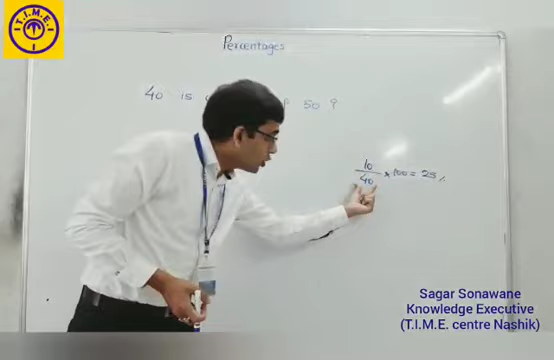 T.I.M.E.
Percentages
40 is 50 ?
10
40
* 100 = 25 %
Sagar Sonawane
Knowledge Executive
(T.I.M.E. centre Nashik)